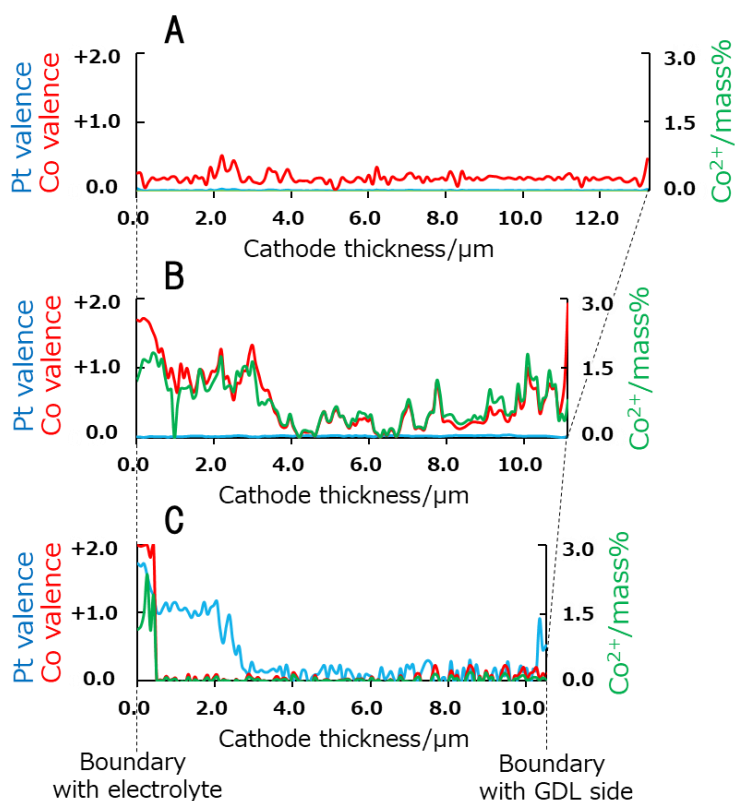 A
Pt valence
Co valence
+2.0
+1.0
0.0
3.0
1.5
0.0
Co²⁺/mass%
0.0 2.0 4.0 6.0 8.0 10.0 12.0
Cathode thickness/μm
B
Pt valence
Co valence
+2.0
+1.0
0.0
3.0
1.5
0.0
Co²⁺/mass%
0.0 2.0 4.0 6.0 8.0 10.0
Cathode thickness/μm
C
Pt valence
Co valence
+2.0
+1.0
0.0
3.0
1.5
0.0
Co²⁺/mass%
0.0 2.0 4.0 6.0 8.0 10.0
Cathode thickness/μm
Boundary
with electrolyte
Boundary
with GDL side